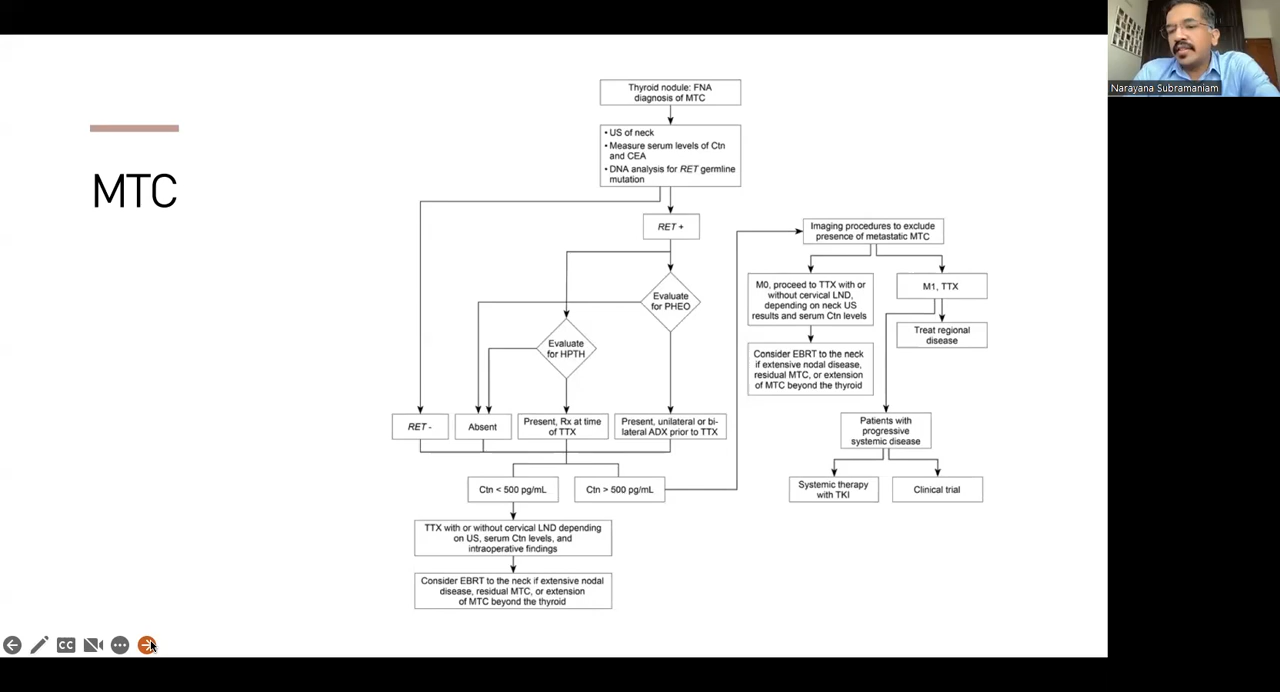 Narayana Subramaniam
MTC
Thyroid nodule: FNA
diagnosis of MTC
• US of neck
• Measure serum levels of Ctn
and CEA
• DNA analysis for RET germline
mutation
RET +
Evaluate
for PHEO
Evaluate
for HPTH
RET -
Absent
Present, Rx at time
of TTX
Present, unilateral or bi-
lateral ADX prior to TTX
Ctn < 500 pg/mL
Ctn > 500 pg/mL
TTX with or without cervical LND depending
on US, serum Ctn levels, and
intraoperative findings
Consider EBRT to the neck if extensive nodal
disease, residual MTC, or extension
of MTC beyond the thyroid
Imaging procedures to exclude
presence of metastatic MTC
M0, proceed to TTX with or
without cervical LND,
depending on neck US
results and serum Ctn levels
Consider EBRT to the neck
if extensive nodal disease,
residual MTC, or extension
of MTC beyond the thyroid
M1, TTX
Treat regional
disease
Patients with
progressive
systemic disease
Systemic therapy
with TKI
Clinical trial
CC